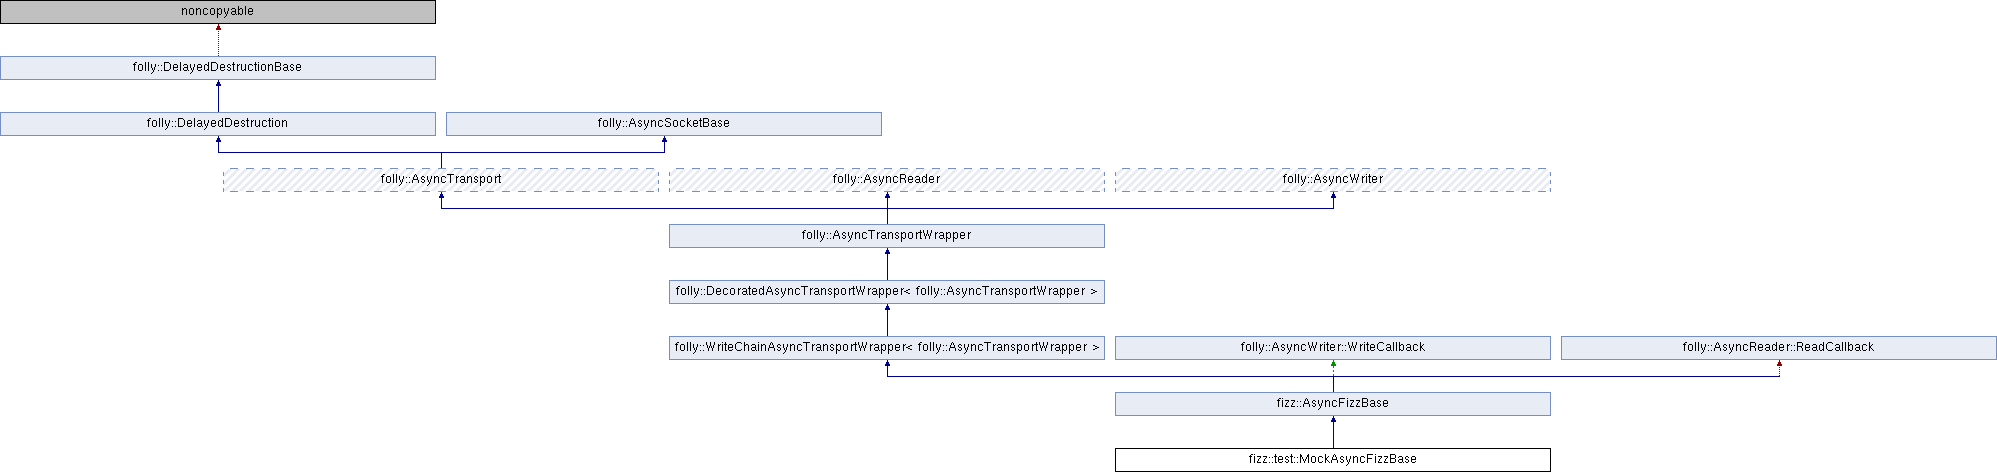 noncopyable
folly::DelayedDestructionBase
folly::DelayedDestruction
folly::AsyncSocketBase
folly::AsyncTransport
folly::AsyncReader
folly::AsyncWriter
folly::AsyncTransportWrapper
folly::DecoratedAsyncTransportWrapper< folly::AsyncTransportWrapper >
folly::WriteChainAsyncTransportWrapper< folly::AsyncTransportWrapper >
folly::AsyncWriter::WriteCallback
folly::AsyncReader::ReadCallback
fizz::AsyncFizzBase
fizz::test::MockAsyncFizzBase